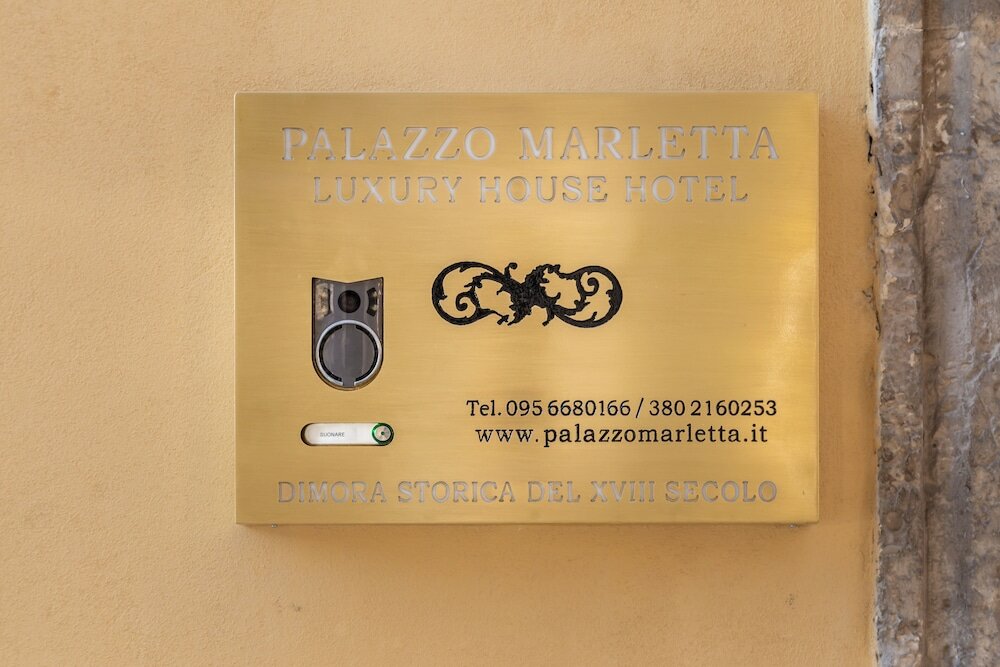 PALAZZO MARLETTA
LUXURY HOUSE HOTEL
Tel. 095 6680166 / 380 2160253
www.palazzomarletta.it
SUONARE
DIMORA STORICA DEL XVIII SECOLO